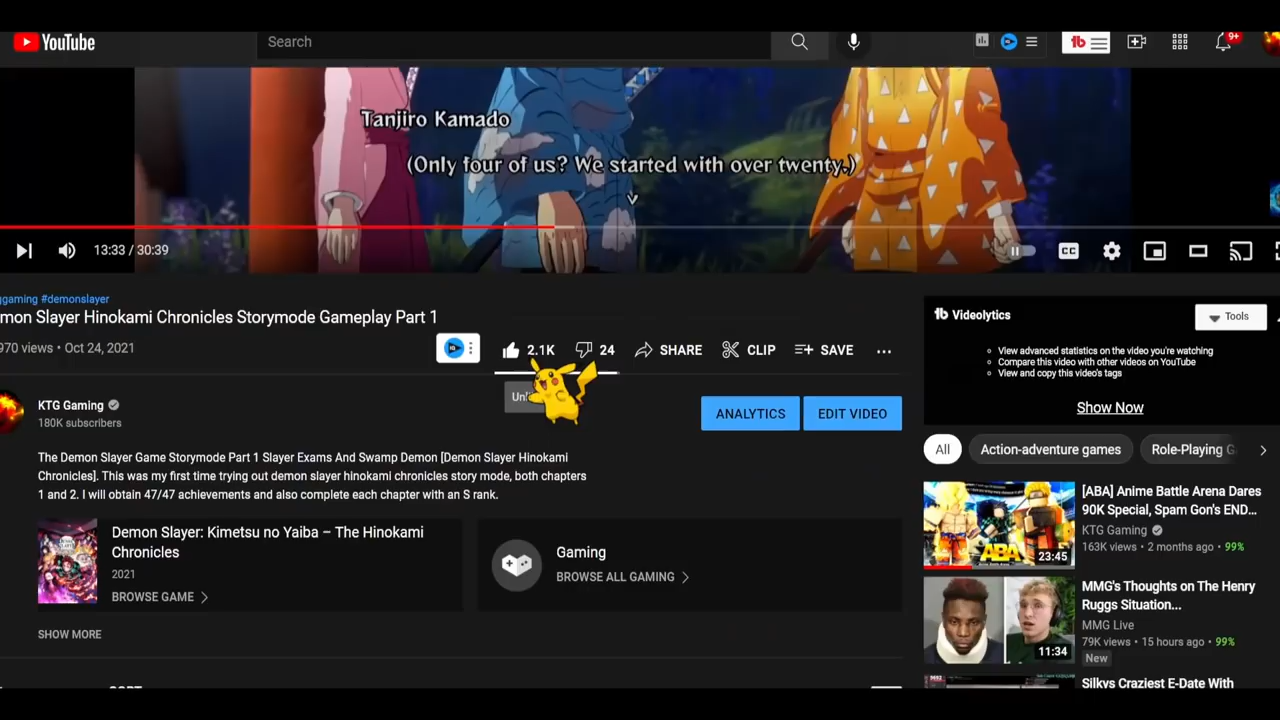 YouTube
Search
9+
Tanjiro Kamado
(Only four of us? We started with over twenty.)
13:33 / 30:39
CC
ggaming #demonslayer
mon Slayer Hinokami Chronicles Storymode Gameplay Part 1
970 views • Oct 24, 2021
2.1K
24
SHARE
CLIP
SAVE
Unli
KTG Gaming
180K subscribers
ANALYTICS
EDIT VIDEO
The Demon Slayer Game Storymode Part 1 Slayer Exams And Swamp Demon [Demon Slayer Hinokami
Chronicles]. This was my first time trying out demon slayer hinokami chronicles story mode, both chapters
1 and 2. I will obtain 47/47 achievements and also complete each chapter with an S rank.
Demon Slayer: Kimetsu no Yaiba – The Hinokami
Chronicles
2021
BROWSE GAME
Gaming
BROWSE ALL GAMING
SHOW MORE
tb Videolytics
Tools
View advanced statistics on the video you're watching
Compare this video with other videos on YouTube
View and copy this video's tags
Show Now
All
Action-adventure games
Role-Playing G
[ABA] Anime Battle Arena Dares
90K Special, Spam Gon's END...
KTG Gaming
163K views • 2 months ago • 99%
ABA
23:45
MMG's Thoughts on The Henry
Ruggs Situation...
MMG Live
79K views • 15 hours ago • 99%
New
11:34
Silkys Craziest E-Date With